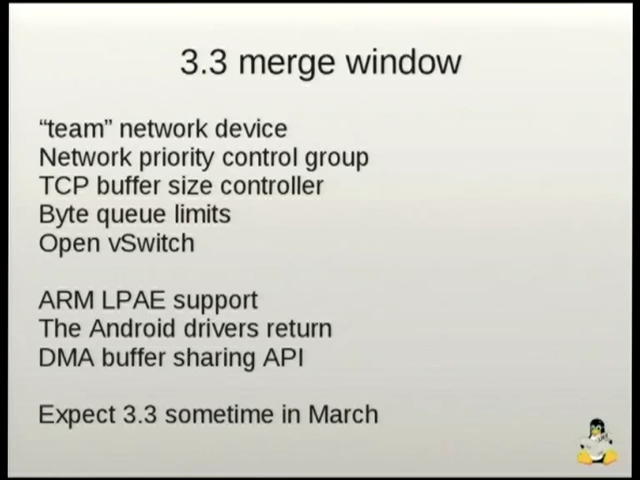 3.3 merge window
“team” network device
Network priority control group
TCP buffer size controller
Byte queue limits
Open vSwitch
ARM LPAE support
The Android drivers return
DMA buffer sharing API
Expect 3.3 sometime in March